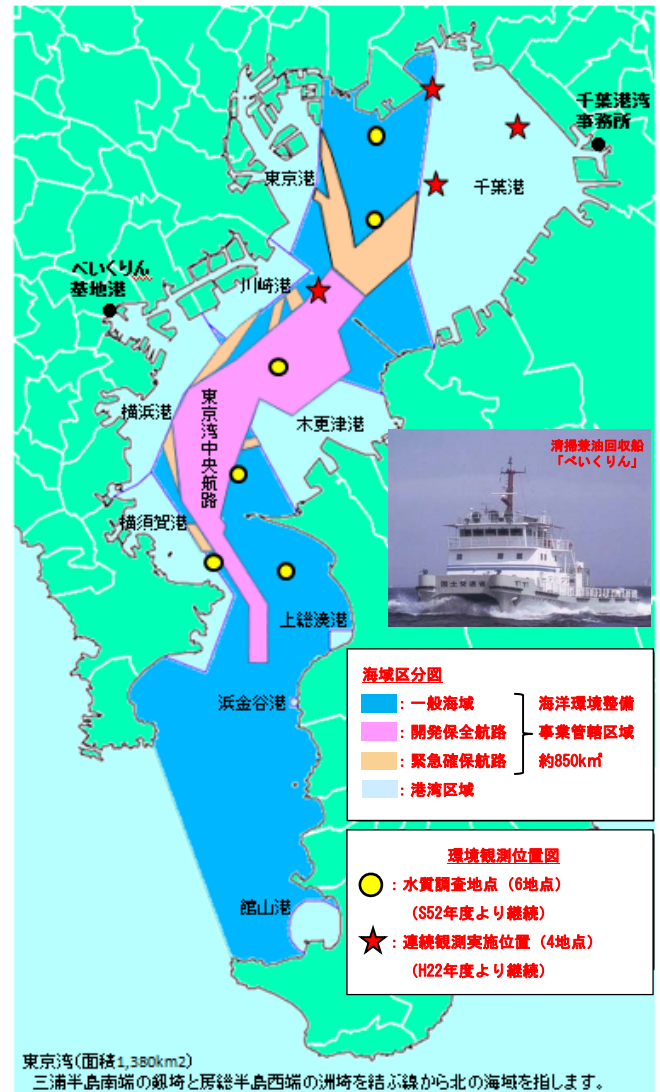 千葉港湾
事務所
東京港
千葉港
べいくりん
基地港
川崎港
横浜港
東京湾中央航路
木更津港
清掃兼油回収船
「べいくりん」
国土交通省
横須賀港
上総湊港
浜金谷港
館山港
海域区分図
：一般海域
：開発保全航路
：緊急確保航路
：港湾区域
海洋環境整備
事業管轄区域
約850k㎡
環境観測位置図
：水質調査地点（6地点）
（S52年度より継続）
：連続観測実施位置（4地点）
（H22年度より継続）
東京湾(面積1,380km2)
三浦半島南端の剱埼と房総半島西端の洲埼を結ぶ線から北の海域を指します。